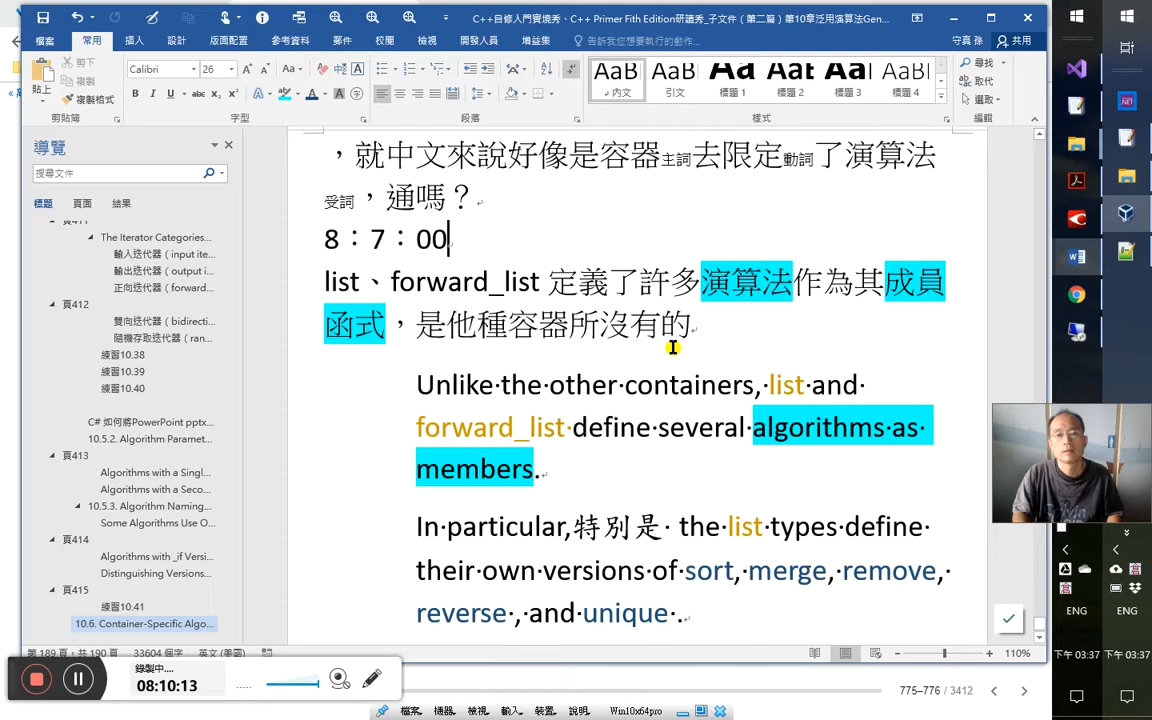 C++自修入門實境秀、C++ Primer Fith Edition研讀秀_子文件（第二篇）第10章泛用演算法Gen...
檔案 常用 插入 設計 版面配置 參考資料 郵件 校閱 檢視 開發人員 增益集 告訴我您想要執行的動作... 守真 孫 共用
貼上
剪下
複製
複製格式
Calibri 26
剪貼簿 字型 段落 樣式 編輯
AaB AaB Aa Aat Aal AaBl
內文 引文 標題 1 標題 2 標題 3 標題 4
尋找
取代
選取
導覽
搜尋文件
標題 頁面 結果
頁411
The Iterator Categories...
輸入迭代器（input ite...
輸出迭代器（output i...
正向迭代器（forward...
頁412
雙向迭代器（bidirecti...
隨機存取迭代器（ran...
練習10.38
練習10.39
練習10.40
C# 如何將PowerPoint pptx...
10.5.2. Algorithm Paramet...
頁413
Algorithms with a Singl...
Algorithms with a Seco...
10.5.3. Algorithm Naming...
Some Algorithms Use O...
頁414
Algorithms with _if Versi...
Distinguishing Versions...
頁415
練習10.41
10.6. Container-Specific Algo...
，就中文來說好像是容器主詞去限定動詞了演算法
受詞，通嗎？
8：7：00
list、forward_list 定義了許多演算法作為其成員
函式，是他種容器所沒有的
Unlike the other containers, list and
forward_list define several algorithms as
members.
In particular,特別是 the list types define
their own versions of sort, merge, remove,
reverse , and unique .
第 189 頁，共 190 頁 33604 個字 英文 (美國)
110%
錄製中...
08:10:13
775–776 / 3412
檔案 機器 檢視 輸入 裝置 說明 Win10x64pro
ENG ENG
下午 03:37 下午 03:37